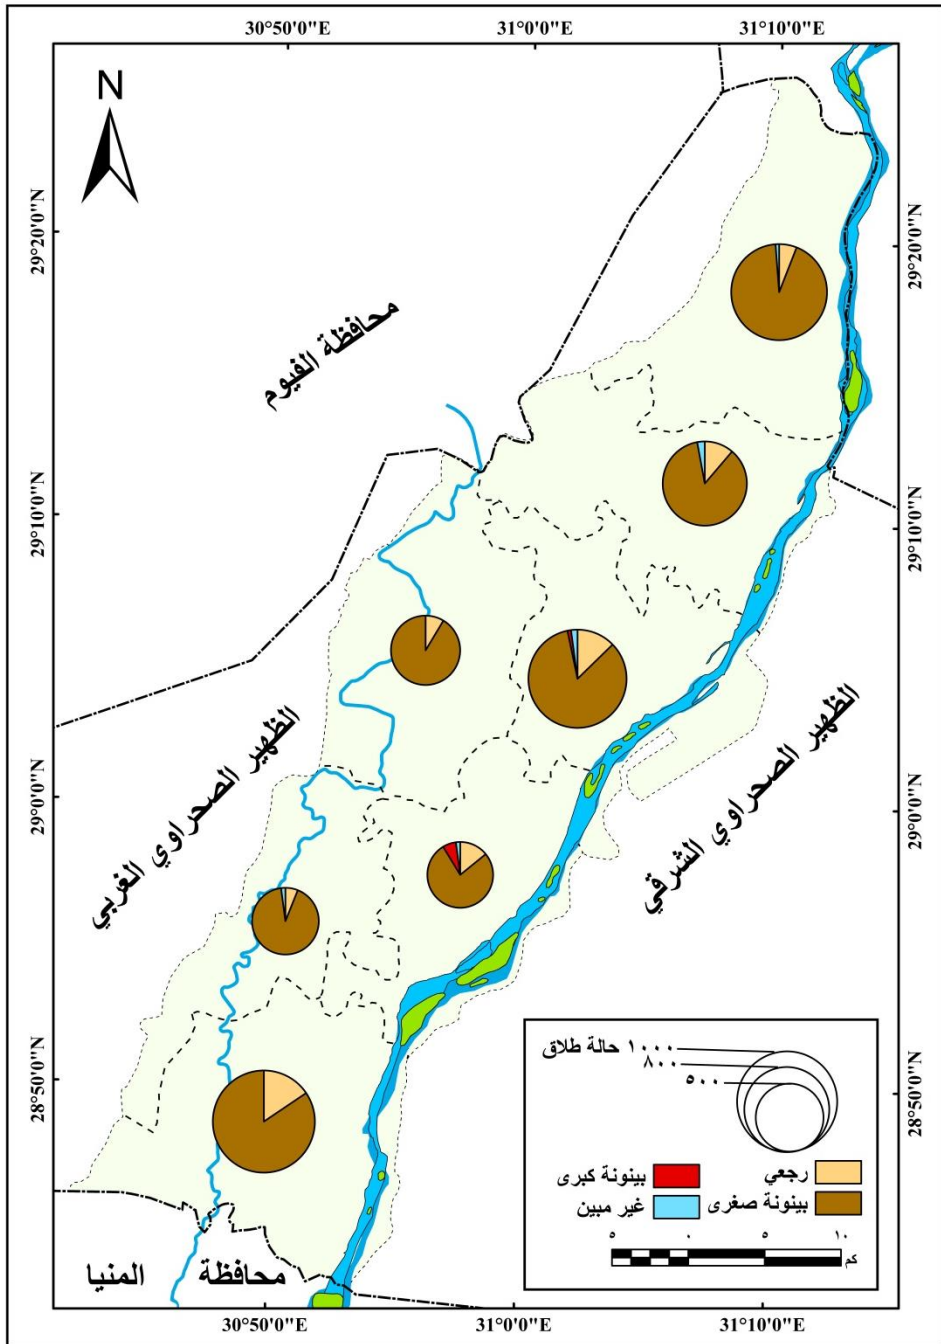 30°50'0"E 31°0'0"E 31°10'0"E
N
29°20'0"N 29°20'0"N
محافظة الفيوم
29°10'0"N 29°10'0"N
الظهير الصحراوي الغربي
الظهير الصحراوي الشرقي
29°0'0"N 29°0'0"N
١٠٠٠ حالة طلاق
٨٠٠
٥٠٠
28°50'0"N 28°50'0"N
رجعي بينونة كبرى
بينونة صغرى غير مبين
٥ ٠ ٥ ١٠
كم
محافظة المنيا
30°50'0"E 31°0'0"E 31°10'0"E